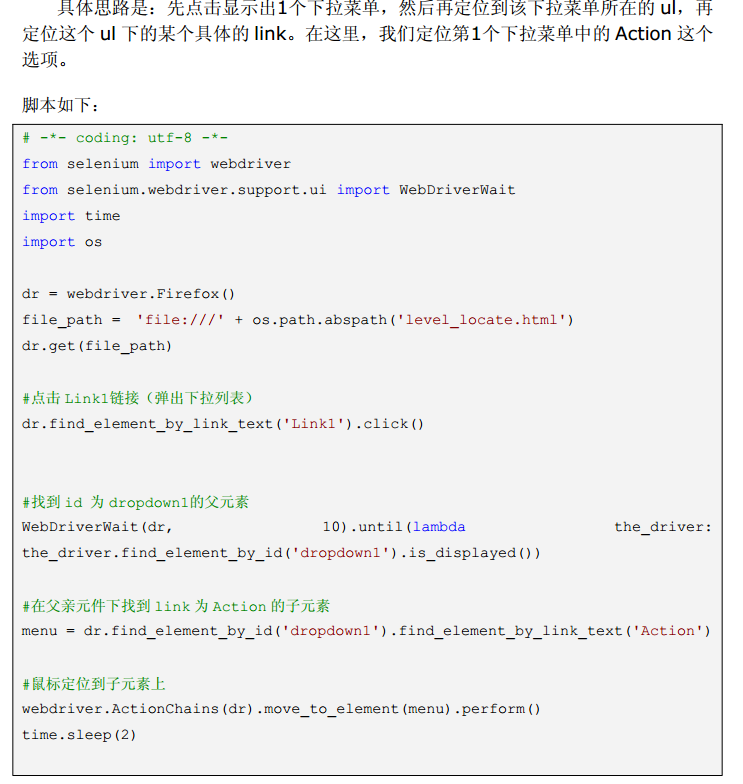 具体思路是：先点击显示出1个下拉菜单，然后再定位到该下拉菜单所在的 ul，再
定位这个 ul 下的某个具体的 link。在这里，我们定位第1个下拉菜单中的 Action 这个
选项。
脚本如下：
# -*- coding: utf-8 -*-
from selenium import webdriver
from selenium.webdriver.support.ui import WebDriverWait
import time
import os
dr = webdriver.Firefox()
file_path = 'file:///' + os.path.abspath('level_locate.html')
dr.get(file_path)
#点击 Link1链接（弹出下拉列表）
dr.find_element_by_link_text('Link1').click()
#找到 id 为 dropdown1的父元素
WebDriverWait(dr, 10).until(lambda the_driver:
the_driver.find_element_by_id('dropdown1').is_displayed())
#在父亲元件下找到 link 为 Action 的子元素
menu = dr.find_element_by_id('dropdown1').find_element_by_link_text('Action')
#鼠标定位到子元素上
webdriver.ActionChains(dr).move_to_element(menu).perform()
time.sleep(2)